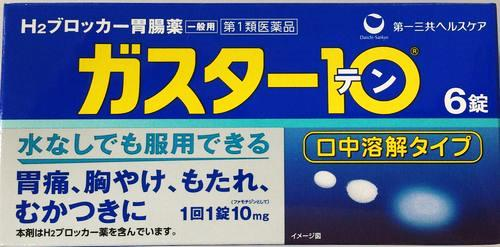 H2ブロッカー胃腸薬 一般用 第1類医薬品
Daiichi-Sankyo
第一三共ヘルスケア
ガスター10®
テン
6錠
水なしでも服用できる
口中溶解タイプ
胃痛、胸やけ、もたれ、
むかつきに
(ファモチジンとして)
1回1錠10mg
本剤はH2ブロッカー薬を含んでいます。
イメージ図